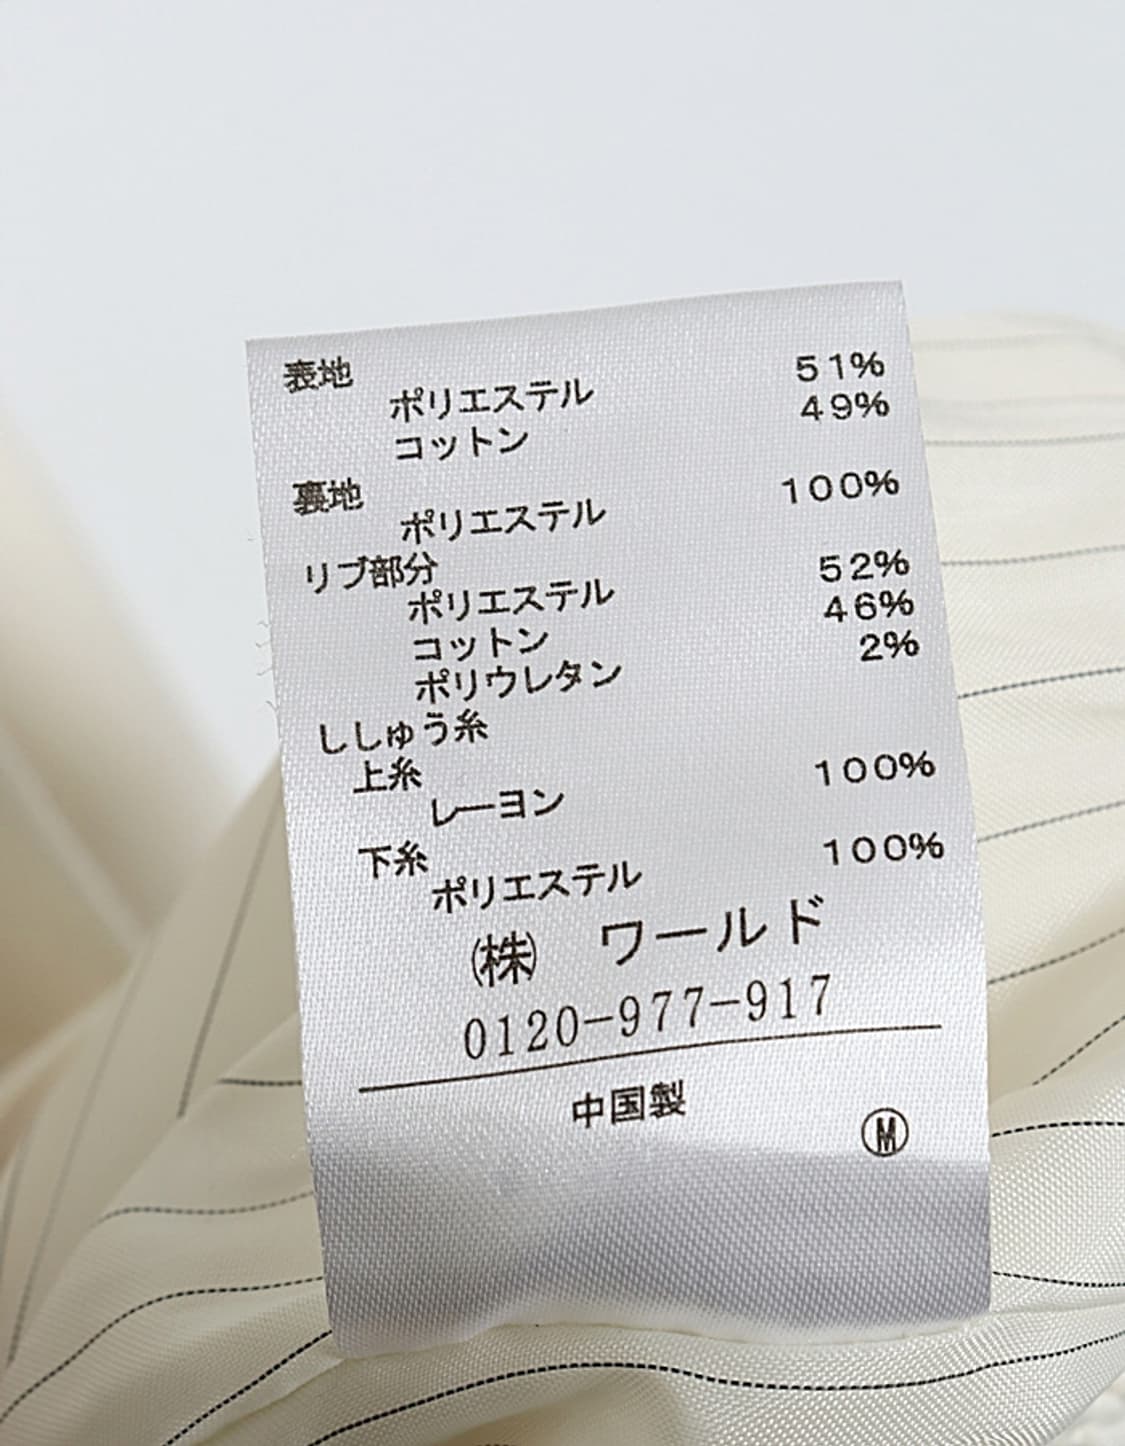 表地
ポリエステル 51%
コットン 49%
裏地
ポリエステル 100%
リブ部分
ポリエステル 52%
コットン 46%
ポリウレタン 2%
ししゅう糸
上糸
レーヨン 100%
下糸
ポリエステル 100%
㈱ ワールド
0120-977-917
中国製
Ⓜ